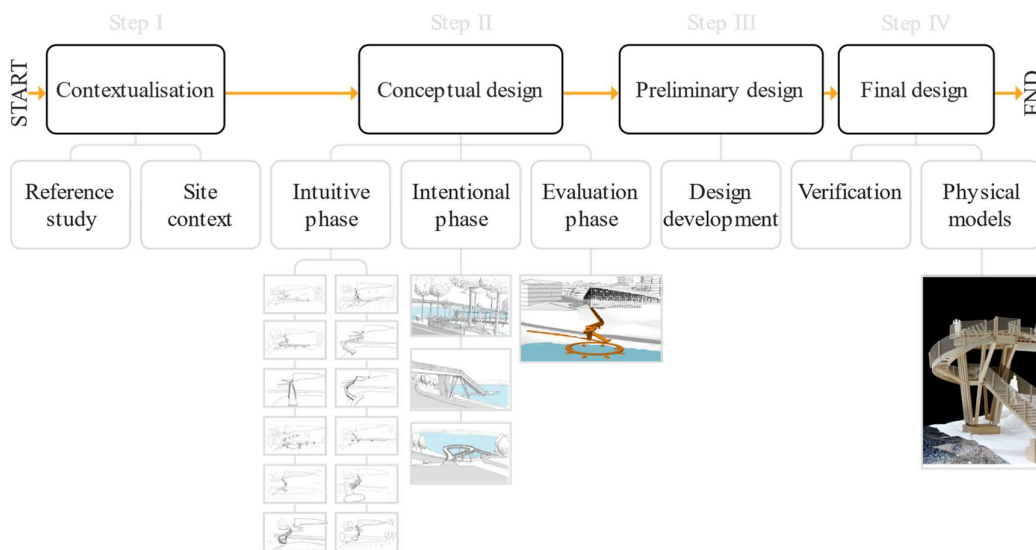 Step I
Step II
Step III
Step IV
START
Contextualisation
Conceptual design
Preliminary design
Final design
END
Reference
study
Site
context
Intuitive
phase
Intentional
phase
Evaluation
phase
Design
development
Verification
Physical
models